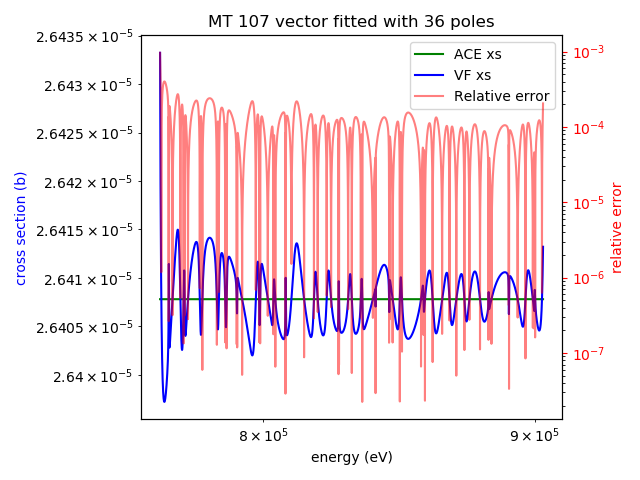 MT 107 vector fitted with 36 poles
ACE xs
VF xs
Relative error
2.6435 × 10⁻⁵
2.643 × 10⁻⁵
2.6425 × 10⁻⁵
2.642 × 10⁻⁵
2.6415 × 10⁻⁵
2.641 × 10⁻⁵
2.6405 × 10⁻⁵
2.64 × 10⁻⁵
cross section (b)
10⁻³
10⁻⁴
10⁻⁵
10⁻⁶
10⁻⁷
relative error
8 × 10⁵
9 × 10⁵
energy (eV)